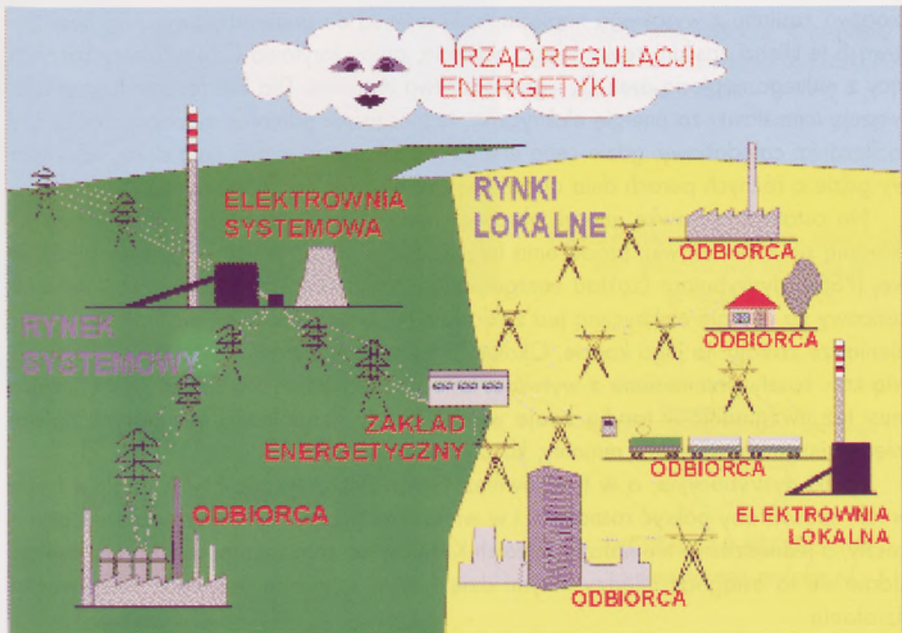 URZĄD REGULACJI
ENERGETYKI
ELEKTROWNIA
SYSTEMOWA
RYNKI
LOKALNE
ODBIORCA
ODBIORCA
RYNEK
SYSTEMOWY
ZAKŁAD
ENERGETYCZNY
ODBIORCA
ELEKTROWNIA
LOKALNA
ODBIORCA
ODBIORCA